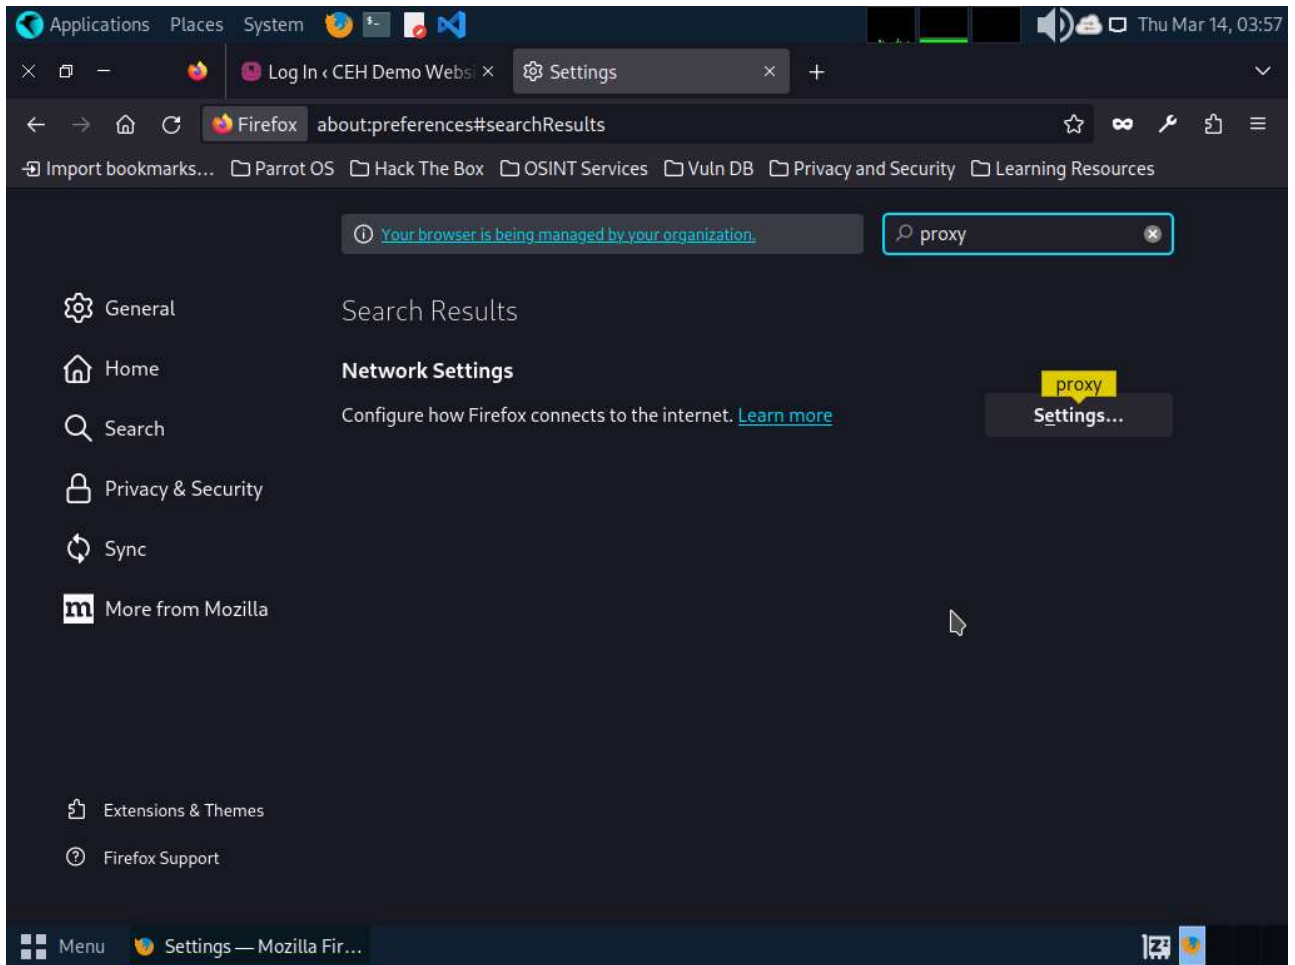 Applications Places System Thu Mar 14, 03:57
Log In ‹ CEH Demo Websi Settings
Firefox about:preferences#searchResults
Import bookmarks... Parrot OS Hack The Box OSINT Services Vuln DB Privacy and Security Learning Resources
Your browser is being managed by your organization.
proxy
General
Search Results
Home
Network Settings
proxy
Configure how Firefox connects to the internet. Learn more
Settings...
Search
Privacy & Security
Sync
m More from Mozilla
Extensions & Themes
Firefox Support
Menu Settings — Mozilla Fir...